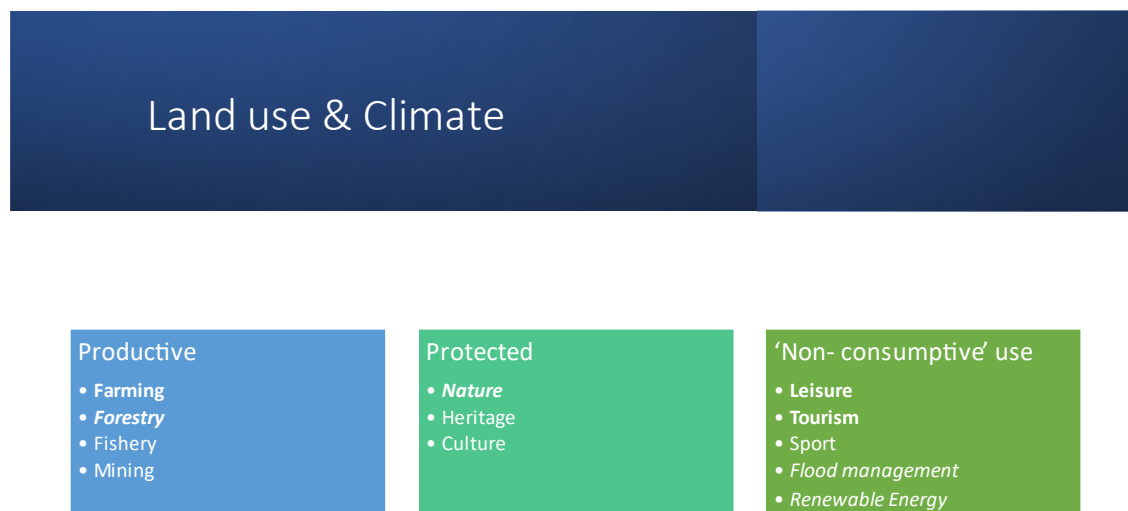 Land use & Climate
Productive
• Farming
• Forestry
• Fishery
• Mining
Protected
• Nature
• Heritage
• Culture
‘Non- consumptive’ use
• Leisure
• Tourism
• Sport
• Flood management
• Renewable Energy